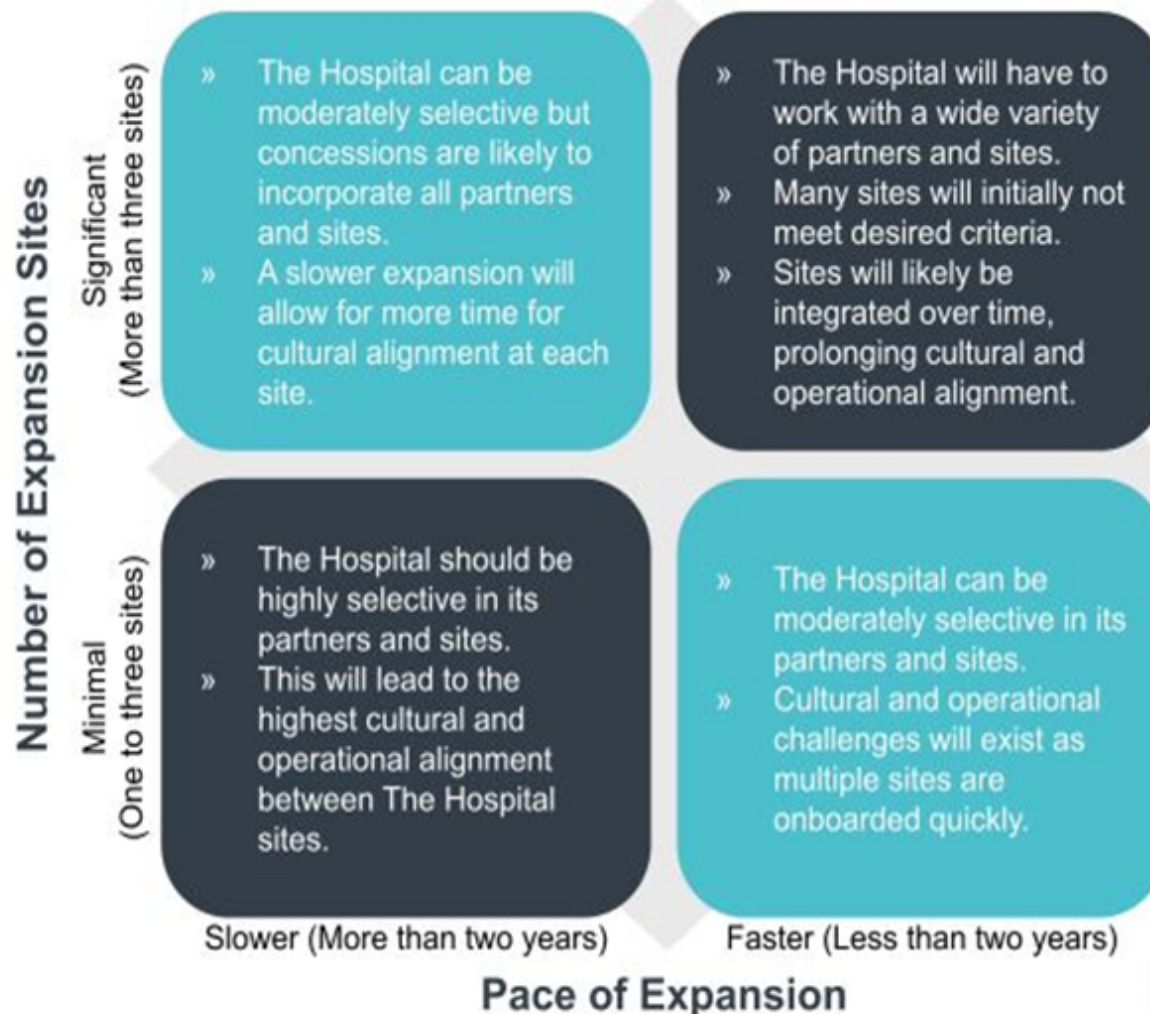 Number of Expansion Sites
Significant
(More than three sites)
» The Hospital can be
moderately selective but
concessions are likely to
incorporate all partners
and sites.
» A slower expansion will
allow for more time for
cultural alignment at each
site.
» The Hospital will have to
work with a wide variety
of partners and sites.
» Many sites will initially not
meet desired criteria.
» Sites will likely be
integrated over time,
prolonging cultural and
operational alignment.
Minimal
(One to three sites)
» The Hospital should be
highly selective in its
partners and sites.
» This will lead to the
highest cultural and
operational alignment
between The Hospital
sites.
» The Hospital can be
moderately selective in its
partners and sites.
» Cultural and operational
challenges will exist as
multiple sites are
onboarded quickly.
Slower (More than two years)
Faster (Less than two years)
Pace of Expansion